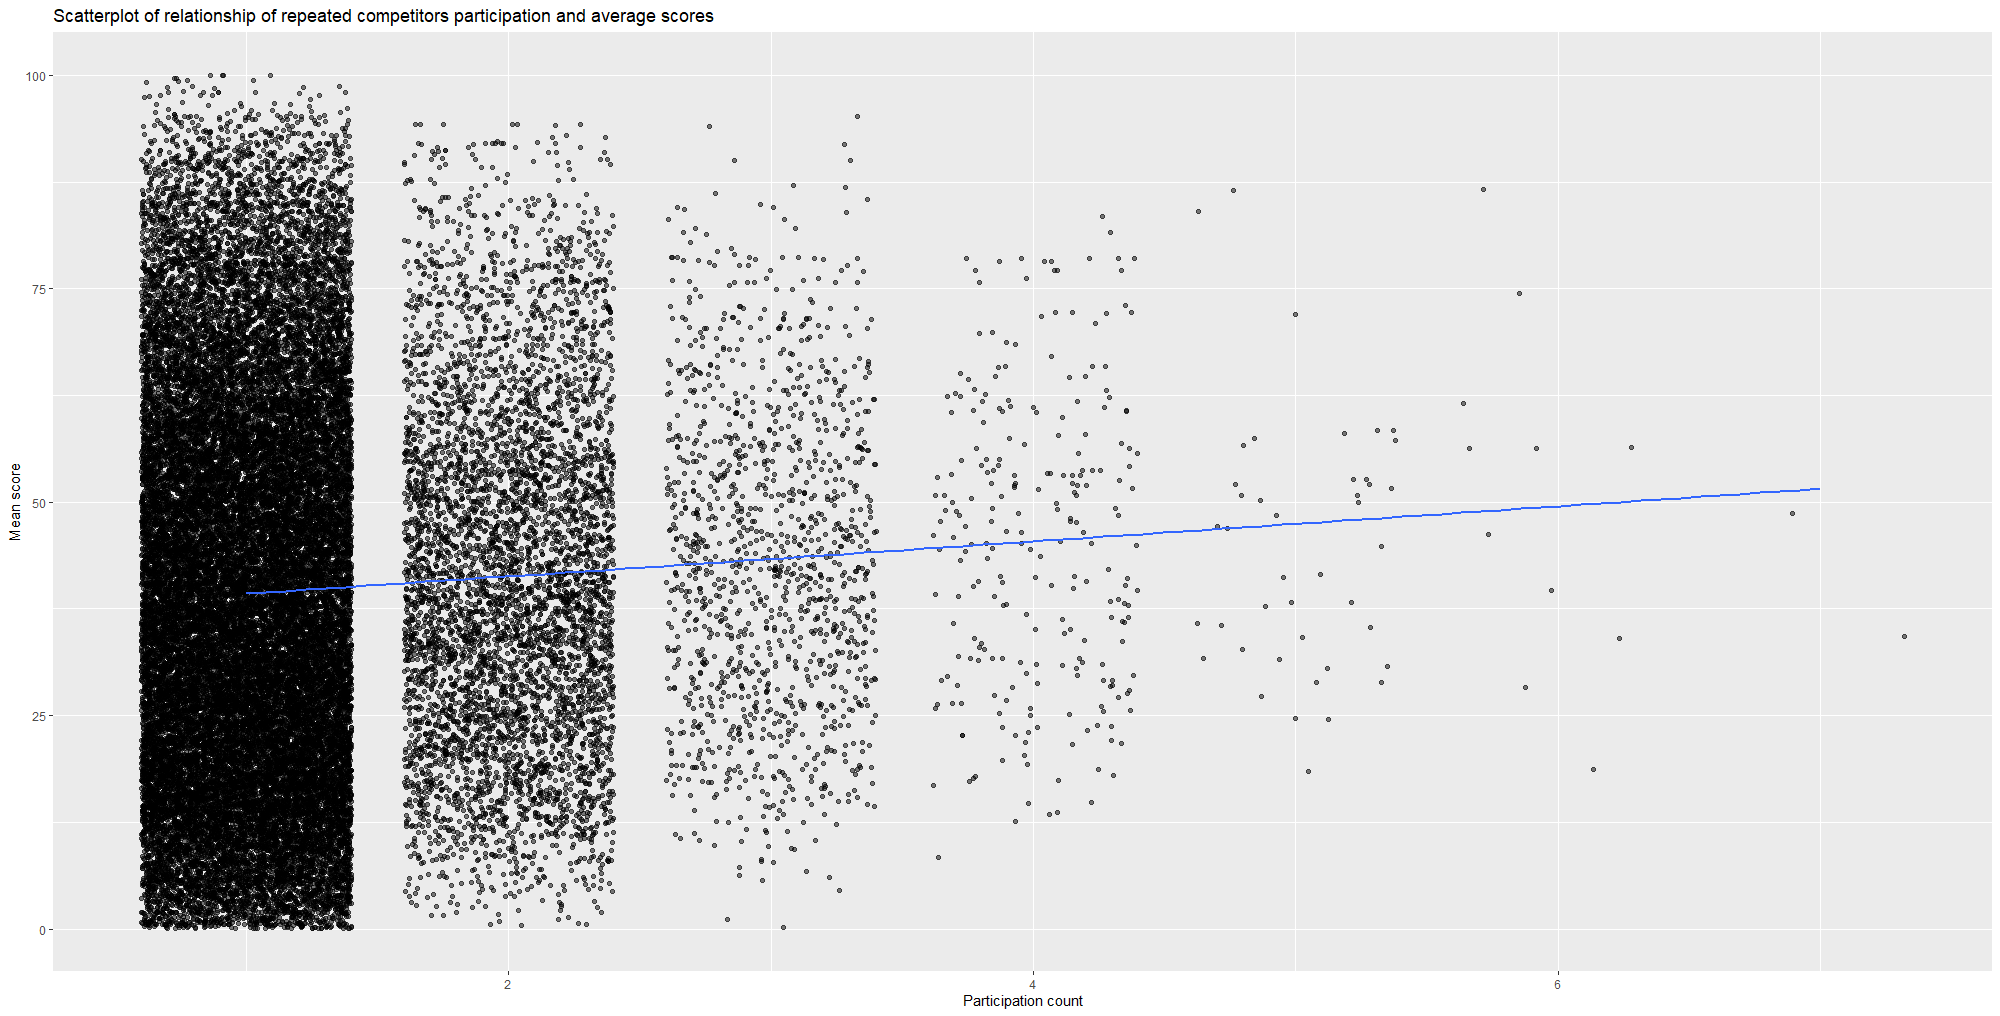 Scatterplot of relationship of repeated competitors participation and average scores
100
75
50
25
0
Mean score
2
4
6
Participation count